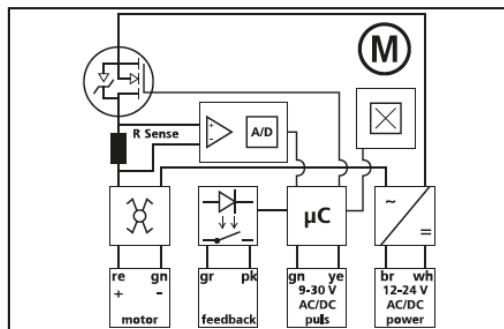 M
R Sense
+
-
A/D
µC
~
=
re gn
+ -
motor
gr pk
feedback
gn ye
9-30 V
AC/DC
puls
br wh
12-24 V
AC/DC
power